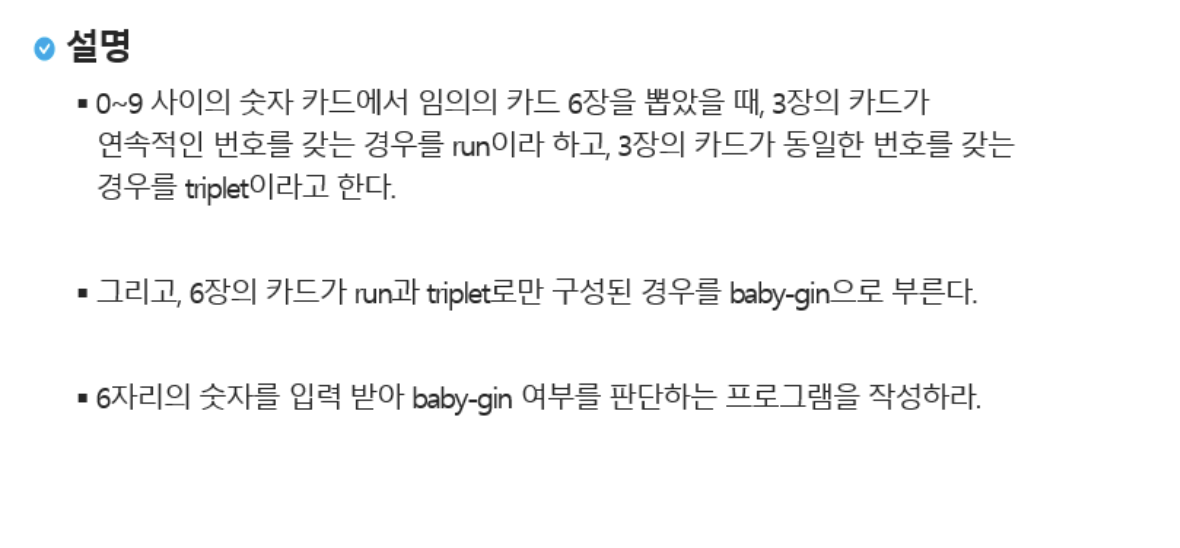 설명
▪ 0~9 사이의 숫자 카드에서 임의의 카드 6장을 뽑았을 때, 3장의 카드가
연속적인 번호를 갖는 경우를 run이라 하고, 3장의 카드가 동일한 번호를 갖는
경우를 triplet이라고 한다.
▪ 그리고, 6장의 카드가 run과 triplet로만 구성된 경우를 baby-gin으로 부른다.
▪ 6자리의 숫자를 입력 받아 baby-gin 여부를 판단하는 프로그램을 작성하라.